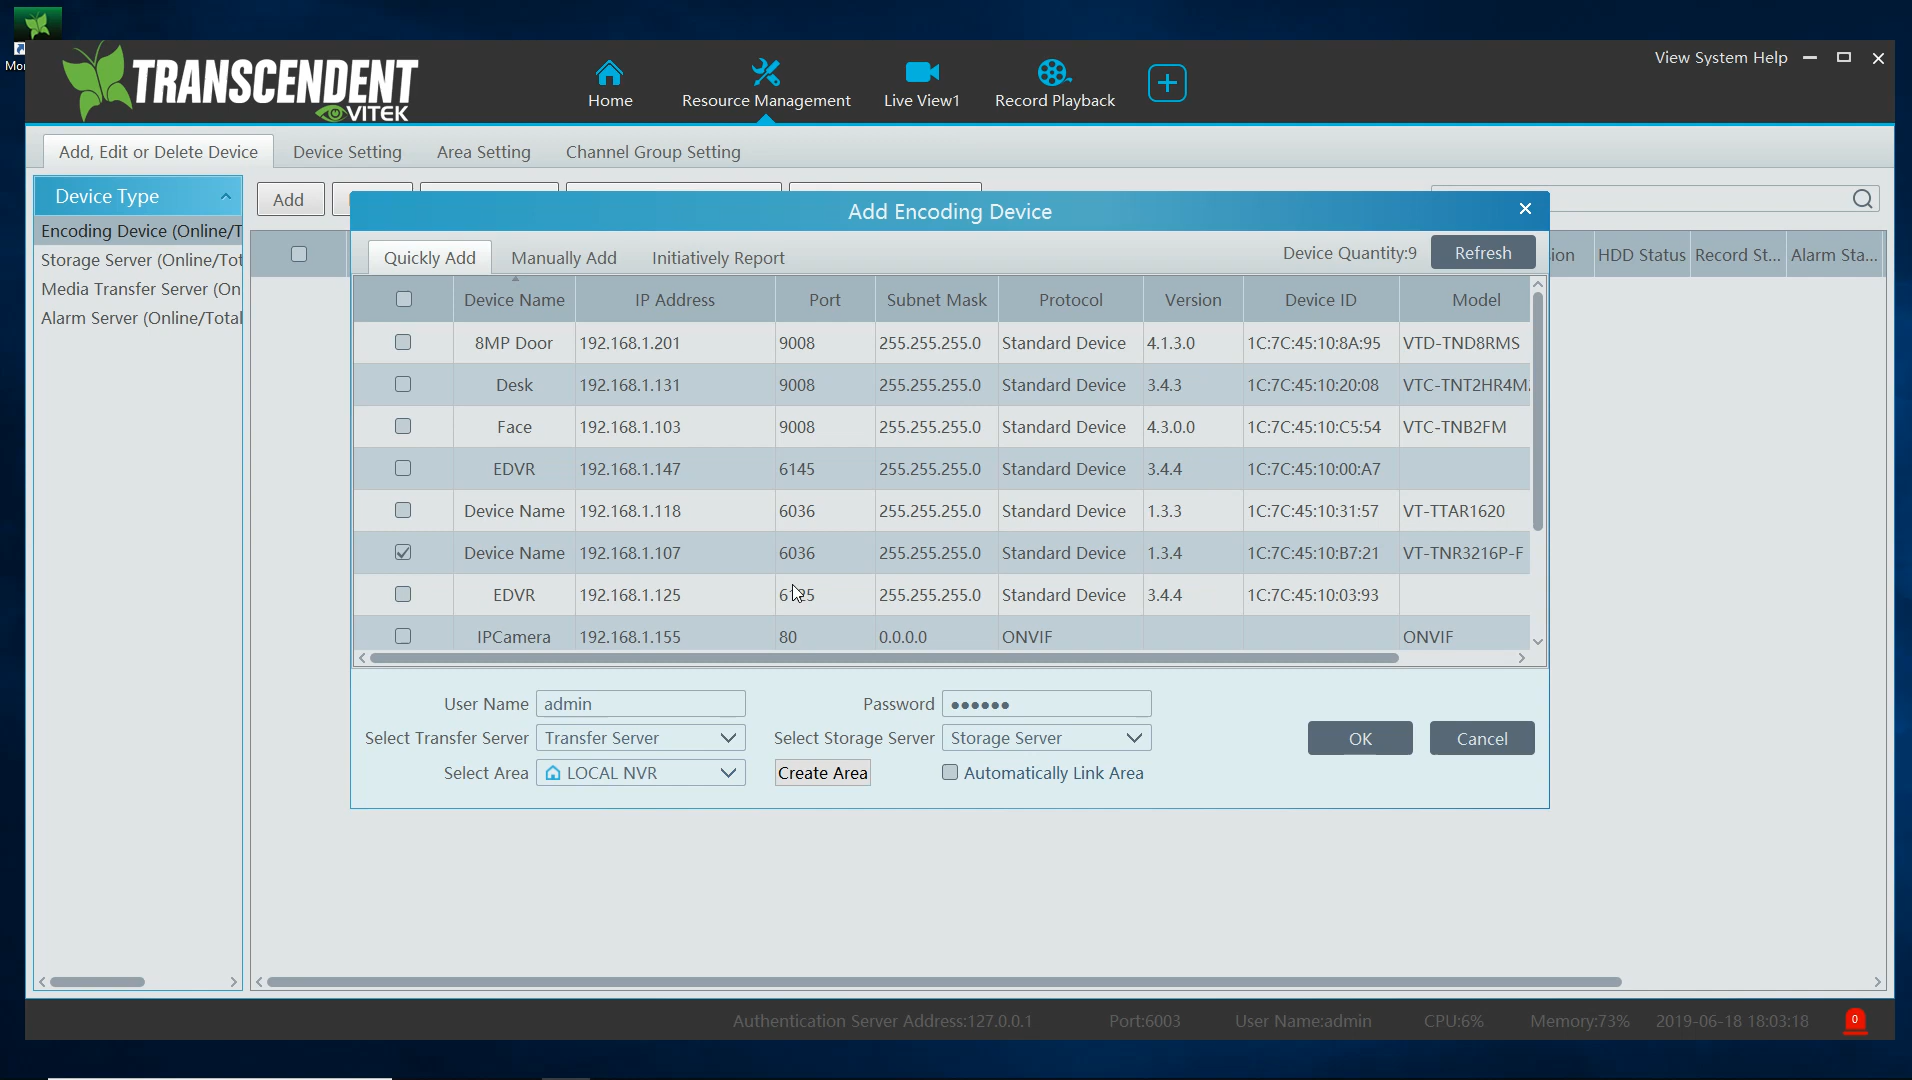 Mor
TRANSCENDENT
VITEK
Home
Resource Management
Live View1
Record Playback
View System Help
Add, Edit or Delete Device
Device Setting
Area Setting
Channel Group Setting
Device Type
Encoding Device (Online/T
Storage Server (Online/Tot
Media Transfer Server (On
Alarm Server (Online/Total
Add
ion HDD Status Record St... Alarm Sta...
Add Encoding Device
Quickly Add Manually Add Initiatively Report Device Quantity:9 Refresh
Device Name IP Address Port Subnet Mask Protocol Version Device ID Model
8MP Door 192.168.1.201 9008 255.255.255.0 Standard Device 4.1.3.0 1C:7C:45:10:8A:95 VTD-TND8RMS
Desk 192.168.1.131 9008 255.255.255.0 Standard Device 3.4.3 1C:7C:45:10:20:08 VTC-TNT2HR4M.
Face 192.168.1.103 9008 255.255.255.0 Standard Device 4.3.0.0 1C:7C:45:10:C5:54 VTC-TNB2FM
EDVR 192.168.1.147 6145 255.255.255.0 Standard Device 3.4.4 1C:7C:45:10:00:A7
Device Name 192.168.1.118 6036 255.255.255.0 Standard Device 1.3.3 1C:7C:45:10:31:57 VT-TTAR1620
Device Name 192.168.1.107 6036 255.255.255.0 Standard Device 1.3.4 1C:7C:45:10:B7:21 VT-TNR3216P-F
EDVR 192.168.1.125 255.255.255.0 Standard Device 3.4.4 1C:7C:45:10:03:93
IPCamera 192.168.1.155 80 0.0.0.0 ONVIF ONVIF
User Name admin Password ••••••
Select Transfer Server Transfer Server Select Storage Server Storage Server OK Cancel
Select Area LOCAL NVR Create Area Automatically Link Area
Authentication Server Address:127.0.0.1 Port:6003 User Name:admin CPU:6% Memory:73% 2019-06-18 18:03:18 0